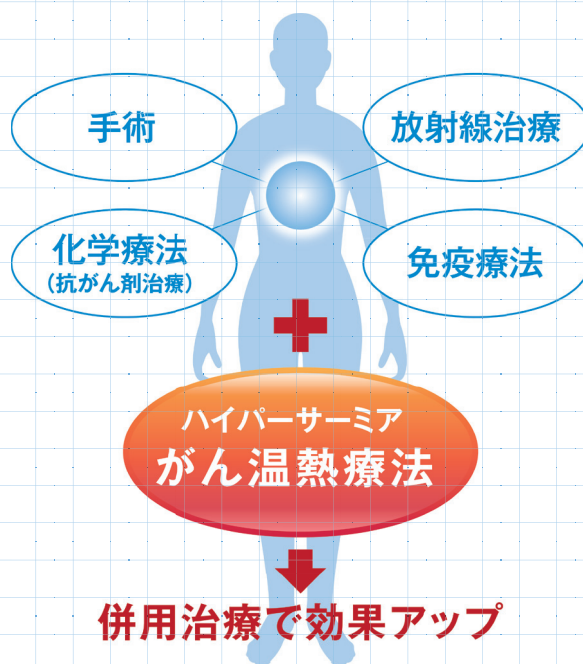 手術
放射線治療
化学療法
(抗がん剤治療)
免疫療法
ハイパーサーミア
がん温熱療法
併用治療で効果アップ